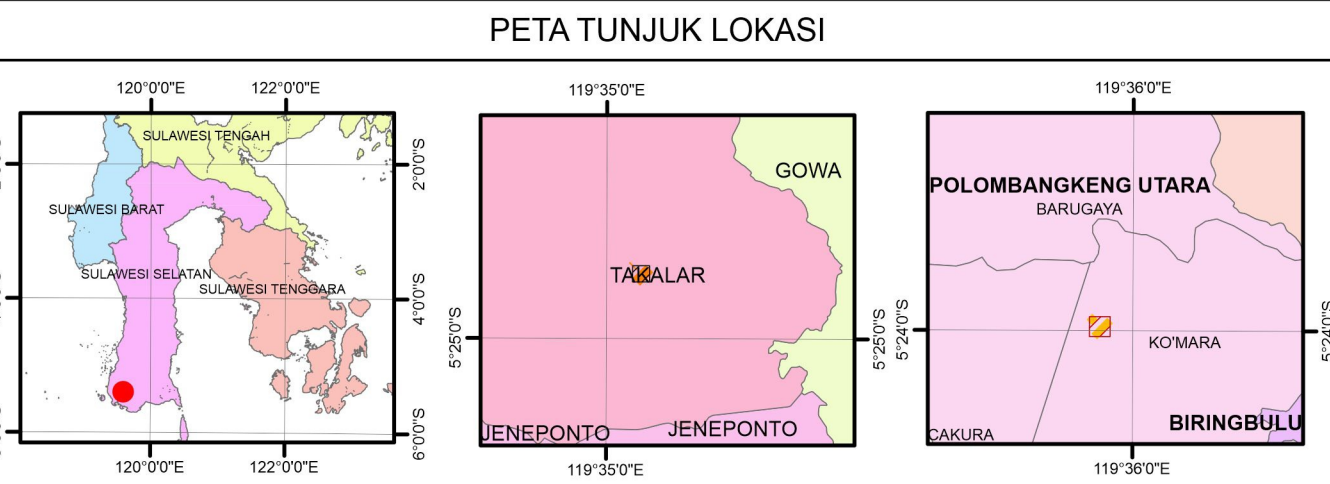 PETA TUNJUK LOKASI
120°0'0"E
122°0'0"E
SULAWESI TENGAH
2°0'0"S
SULAWESI BARAT
SULAWESI SELATAN
SULAWESI TENGGARA
4°0'0"S
6°0'0"S
120°0'0"E
122°0'0"E
119°35'0"E
GOWA
TAKALAR
5°25'0"S
5°25'0"S
JENEPONTO
JENEPONTO
119°35'0"E
119°36'0"E
POLOMBANGKENG UTARA
BARUGAYA
5°24'0"S
5°24'0"S
KO'MARA
BIRINGBULU
CAKURA
119°36'0"E